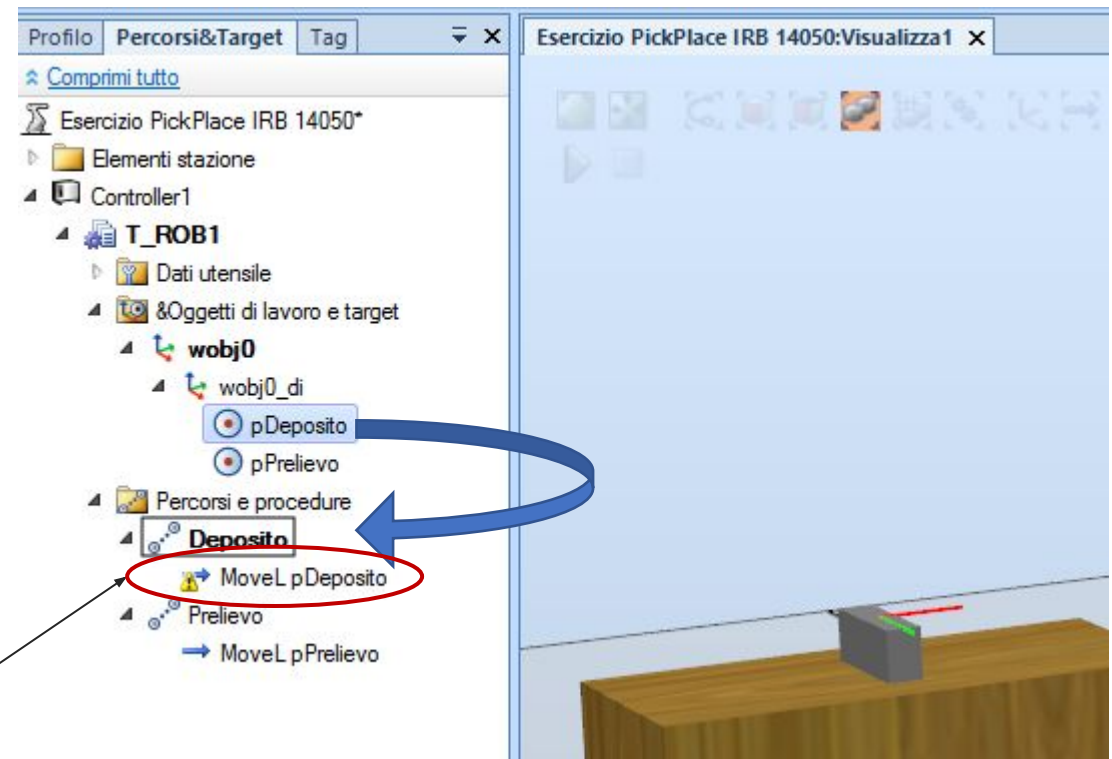 Profilo Percorsi&Target Tag
Esercizio PickPlace IRB 14050:Visualizza1
Comprimi tutto
Esercizio PickPlace IRB 14050*
Elementi stazione
Controller1
T_ROB1
Dati utensile
&Oggetti di lavoro e target
wobj0
wobj0_di
pDeposito
pPrelievo
Percorsi e procedure
Deposito
MoveL pDeposito
Prelievo
MoveL pPrelievo